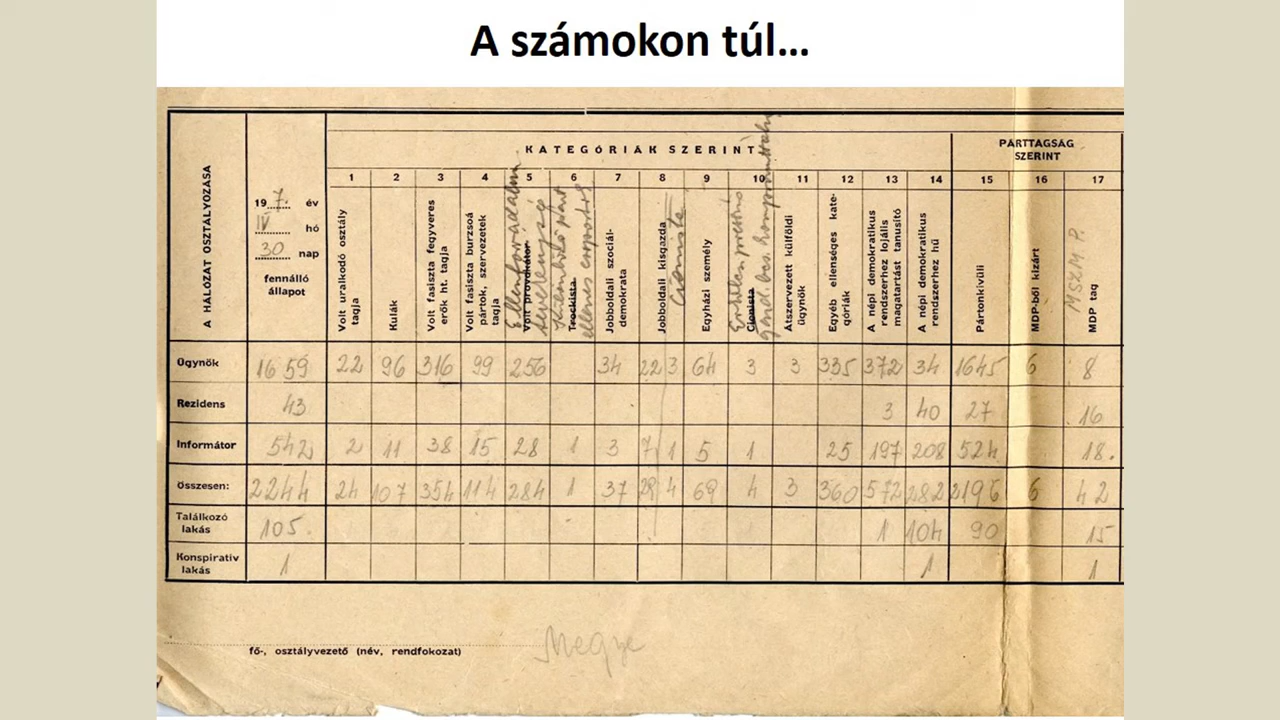 A számokon túl...
KATEGÓRIÁK SZERINT
PÁRTTAGSÁG SZERINT
1 2 3 4 5 6 7 8 9 10 11 12 13 14 15 16 17
A HÁLÓZAT OSZTÁLYOZÁSA
19 7. év
IV hó
30 nap
fennálló
állapot
Volt uralkodó osztály tagja
Kulák
Volt fasiszta fegyveres erők ht. tagja
Volt fasiszta burzsoá pártok, szervezetek tagja
Volt provokátor
Ellenforradalmi tevékenység
Trockista
Jobboldali szociáldemokrata
Jobboldali kisgazda
Cionista
Egyházi személy
Cionista
Átszervezett külföldi ügynök
Egyéb ellenséges kategóriák
A népi demokratikus rendszerhez lojális magatartást tanusító
A népi demokratikus rendszerhez hű
Pártonkívüli
MDP-ből kizárt
MDP tag
MSZMP.
Ügynök 1659 22 96 316 99 256 34 22 3 64 3 3 335 372 34 1645 6 8
Rezidens 43 3 40 27 16
Informátor 542 2 11 38 15 28 1 3 7 1 5 1 25 197 208 524 18.
Összesen: 2244 24 107 354 114 284 1 37 29 4 69 4 3 360 572 282 2196 6 42
Találkozó lakás 105. 1 104 90 15
Konspirativ lakás 1 1 1
fő-, osztályvezető (név, rendfokozat)
Megye